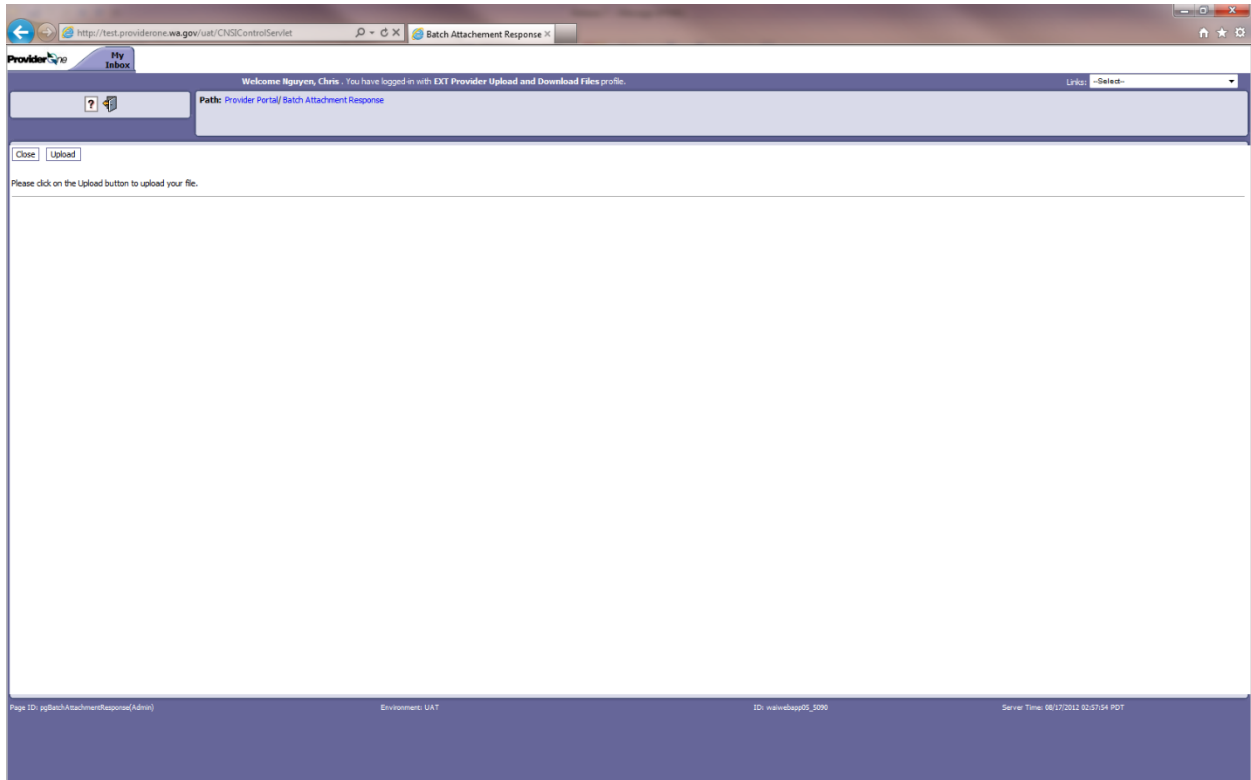 http://test.providerone.wa.gov/uat/CNSIControlServlet
Batch Attachement Response
ProviderOne
My
Inbox
Welcome Nguyen, Chris . You have logged-in with EXT Provider Upload and Download Files profile.
Links: --Select--
?
Path: Provider Portal/ Batch Attachment Response
Close Upload
Please click on the Upload button to upload your file.
Page ID: pgBatchAttachmentResponse(Admin) Environment: UAT ID: waiwebapp05_5090 Server Time: 08/17/2012 02:57:54 PDT